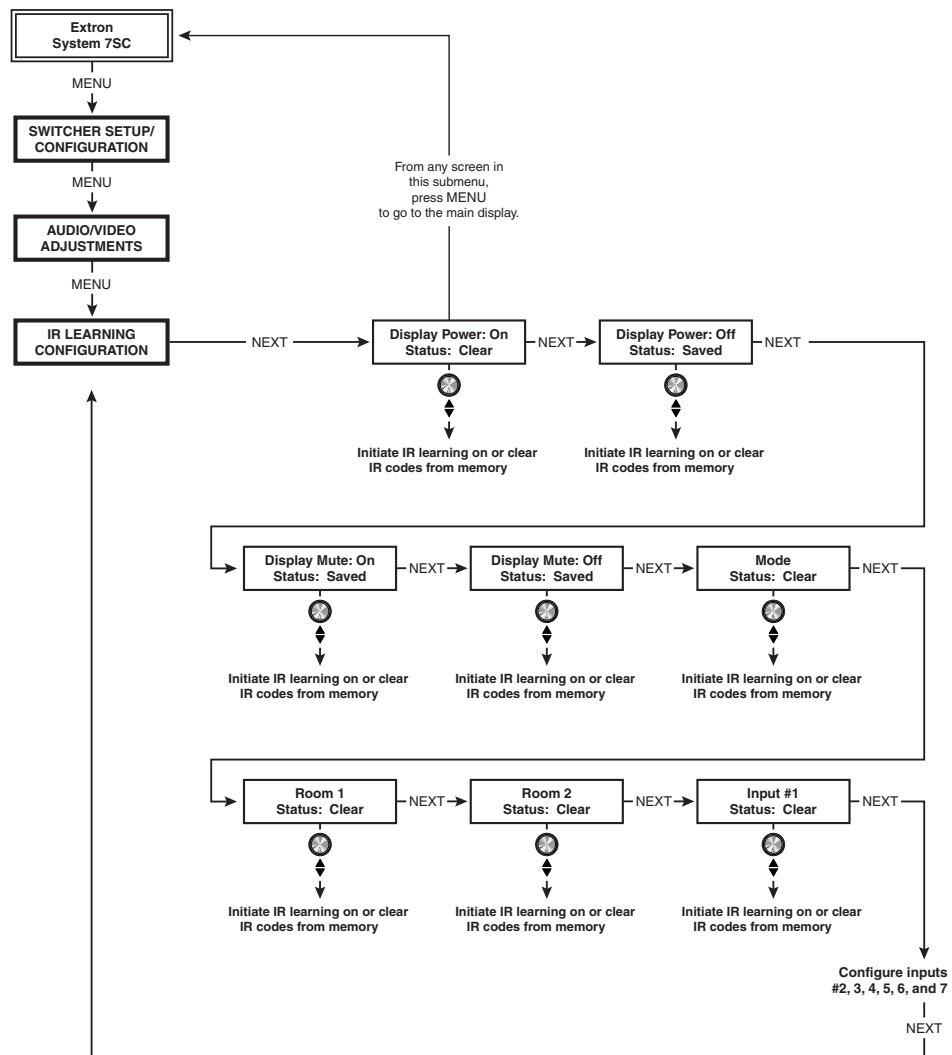 Extron
System 7SC
MENU
SWITCHER SETUP/
CONFIGURATION
MENU
AUDIO/VIDEO
ADJUSTMENTS
MENU
IR LEARNING
CONFIGURATION
From any screen in
this submenu,
press MENU
to go to the main display.
NEXT
Display Power: On
Status: Clear
NEXT
Display Power: Off
Status: Saved
NEXT
Initiate IR learning on or clear
IR codes from memory
Initiate IR learning on or clear
IR codes from memory
Display Mute: On
Status: Saved
NEXT
Display Mute: Off
Status: Saved
NEXT
Mode
Status: Clear
NEXT
Initiate IR learning on or clear
IR codes from memory
Initiate IR learning on or clear
IR codes from memory
Initiate IR learning on or clear
IR codes from memory
Room 1
Status: Clear
NEXT
Room 2
Status: Clear
NEXT
Input #1
Status: Clear
NEXT
Initiate IR learning on or clear
IR codes from memory
Initiate IR learning on or clear
IR codes from memory
Initiate IR learning on or clear
IR codes from memory
Configure inputs
#2, 3, 4, 5, 6, and 7
NEXT